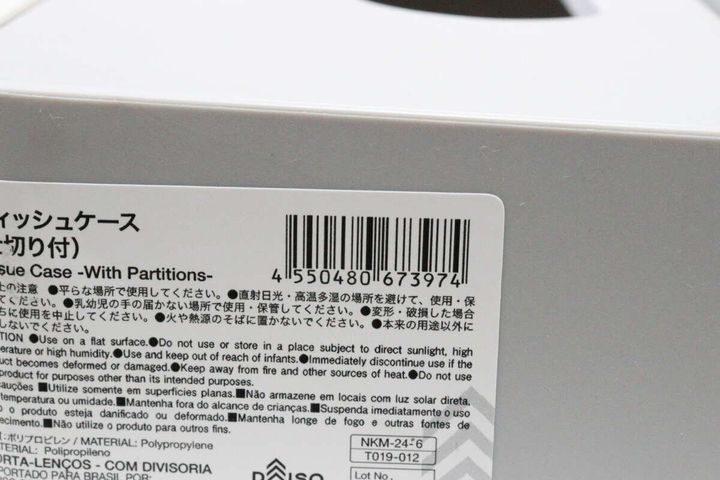 ィッシュケース
切り付)
sue Case -With Partitions-
4 550480 673974
上の注意 ●平らな場所で使用してください。●直射日光・高温多湿の場所を避けて、使用・保
てください。●乳幼児の手の届かない場所で使用・保管してください。●変形・破損した場合
ちに使用を中止してください。●火や熱源のそばに置かないでください。●本来の用途以外に
しないでください。
TION ●Use on a flat surface.●Do not use or store in a place subject to direct sunlight, high
erature or high humidity.●Use and keep out of reach of infants.●Immediately discontinue use if the
uct becomes deformed or damaged.●Keep away from fire and other sources of heat.●Do not use
product for purposes other than its intended purposes.
cauções ■Utilize somente em superfícies planas.■Não armazene em locais com luz solar direta,
temperatura ou umidade.■Mantenha fora do alcance de crianças.■Suspenda imediatamente o uso
o o produto esteja danificado ou deformado.■Mantenha longe de fogo e outras fontes de
■Não utilize o produto para outros fins.
:ポリプロピレン / MATERIAL: Polypropylene
ERIAL: Polipropileno
ORTA-LENÇOS - COM DIVISORIA
PORTADO PARA BRASIL POR:
NKM-24-6
T019-012
Lot No.
DAISO